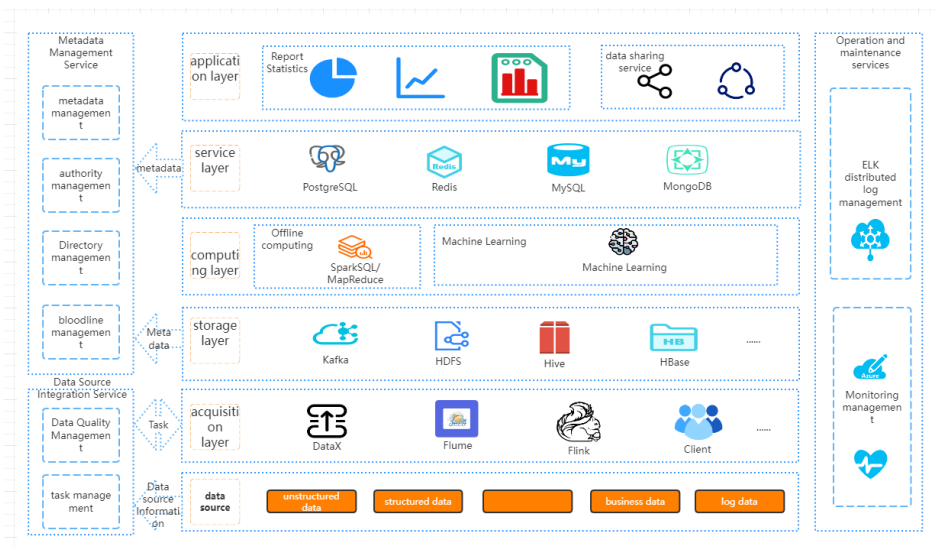 Metadata
Management
Service
metadata
managemen
t
authority
managemen
t
Directory
managemen
t
bloodline
managemen
t
Data Source
Integration Service
Data Quality
Managemen
t
task manage
ment
metadata
Meta
data
Task
Data
source
Informati
on
applicati
on layer
Report
Statistics
data sharing
service
service
layer
PostgreSQL
Redis
Redis
My
MySQL
MongoDB
computi
ng layer
Offline
computing
SparkSQL/
MapReduce
Machine Learning
Machine Learning
storage
layer
Kafka
HDFS
Hive
HB
HBase
......
acquisiti
on layer
DataX
Flume
Flink
Client
......
data
source
unstructured
data
structured data
business data
log data
Operation and
maintenance
services
ELK
distributed
log
management
Azure
Monitoring
managemen
t